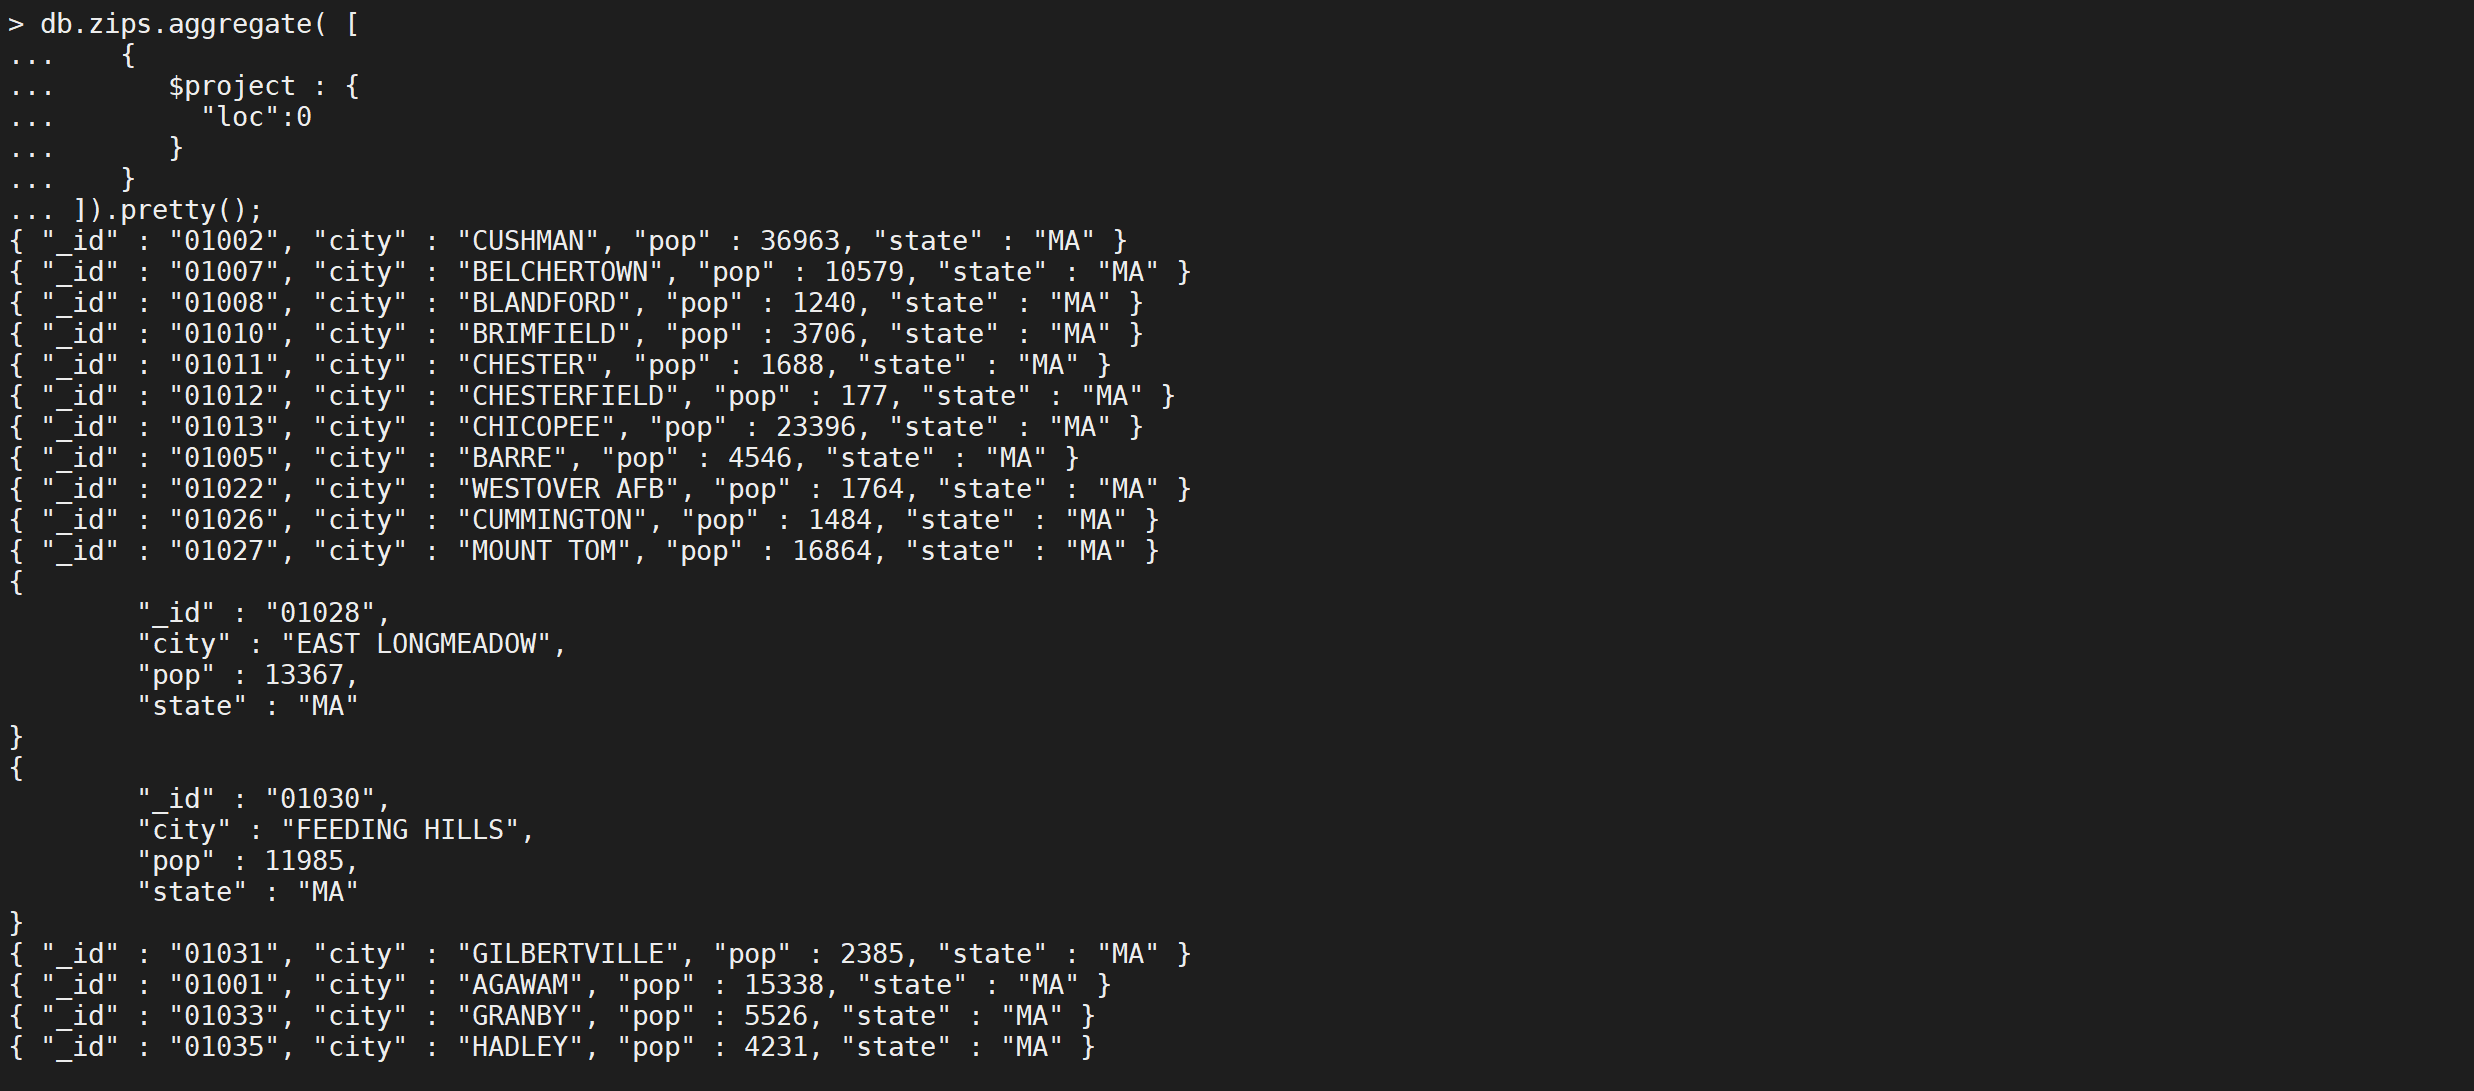 > db.zips.aggregate( [
...    {
...       $project : {
...         "loc":0
...       }
...    }
... ]).pretty();
{ "_id" : "01002", "city" : "CUSHMAN", "pop" : 36963, "state" : "MA" }
{ "_id" : "01007", "city" : "BELCHERTOWN", "pop" : 10579, "state" : "MA" }
{ "_id" : "01008", "city" : "BLANDFORD", "pop" : 1240, "state" : "MA" }
{ "_id" : "01010", "city" : "BRIMFIELD", "pop" : 3706, "state" : "MA" }
{ "_id" : "01011", "city" : "CHESTER", "pop" : 1688, "state" : "MA" }
{ "_id" : "01012", "city" : "CHESTERFIELD", "pop" : 177, "state" : "MA" }
{ "_id" : "01013", "city" : "CHICOPEE", "pop" : 23396, "state" : "MA" }
{ "_id" : "01005", "city" : "BARRE", "pop" : 4546, "state" : "MA" }
{ "_id" : "01022", "city" : "WESTOVER AFB", "pop" : 1764, "state" : "MA" }
{ "_id" : "01026", "city" : "CUMMINGTON", "pop" : 1484, "state" : "MA" }
{ "_id" : "01027", "city" : "MOUNT TOM", "pop" : 16864, "state" : "MA" }
{
        "_id" : "01028",
        "city" : "EAST LONGMEADOW",
        "pop" : 13367,
        "state" : "MA"
}
{
        "_id" : "01030",
        "city" : "FEEDING HILLS",
        "pop" : 11985,
        "state" : "MA"
}
{ "_id" : "01031", "city" : "GILBERTVILLE", "pop" : 2385, "state" : "MA" }
{ "_id" : "01001", "city" : "AGAWAM", "pop" : 15338, "state" : "MA" }
{ "_id" : "01033", "city" : "GRANBY", "pop" : 5526, "state" : "MA" }
{ "_id" : "01035", "city" : "HADLEY", "pop" : 4231, "state" : "MA" }